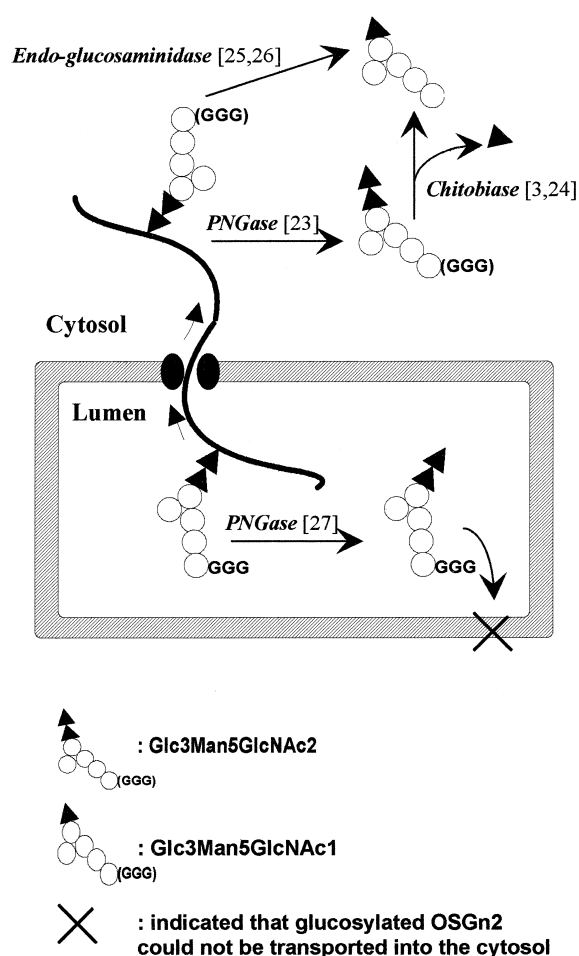 Endo-glucosaminidase [25,26]
(GGG)
Chitobiase [3,24]
PNGase [23]
(GGG)
Cytosol
Lumen
PNGase [27]
GGG
GGG
: Glc3Man5GlcNAc2
(GGG)
: Glc3Man5GlcNAc1
(GGG)
: indicated that glucosylated OSGn2
could not be transported into the cytosol